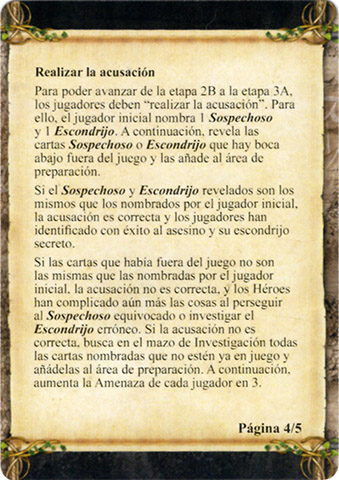 Realizar la acusación
Para poder avanzar de la etapa 2B a la etapa 3A,
los jugadores deben “realizar la acusación”. Para
ello, el jugador inicial nombra 1 Sospechoso
y 1 Escondrijo. A continuación, revela las
cartas Sospechoso o Escondrijo que hay boca
abajo fuera del juego y las añade al área de
preparación.
Si el Sospechoso y Escondrijo revelados son los
mismos que los nombrados por el jugador inicial,
la acusación es correcta y los jugadores han
identificado con éxito al asesino y su escondrijo
secreto.
Si las cartas que había fuera del juego no son
las mismas que las nombradas por el jugador
inicial, la acusación no es correcta, y los Héroes
han complicado aún más las cosas al perseguir
al Sospechoso equivocado o investigar el
Escondrijo erróneo. Si la acusación no es
correcta, busca en el mazo de Investigación todas
las cartas nombradas que no estén ya en juego y
añádelas al área de preparación. A continuación,
aumenta la Amenaza de cada jugador en 3.
Página 4/5